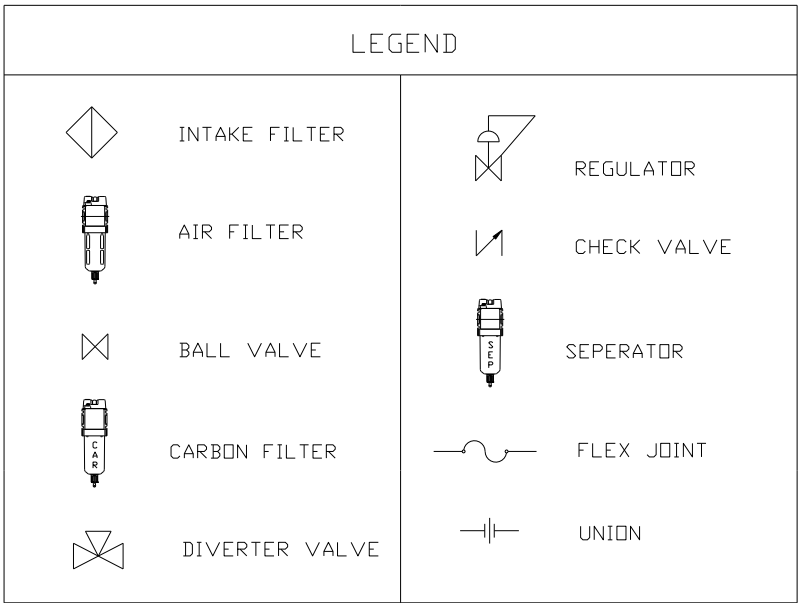 LEGEND
INTAKE FILTER
AIR FILTER
BALL VALVE
CAR
CARBON FILTER
DIVERTER VALVE
REGULATOR
CHECK VALVE
SEP
SEPERATOR
FLEX JOINT
UNION